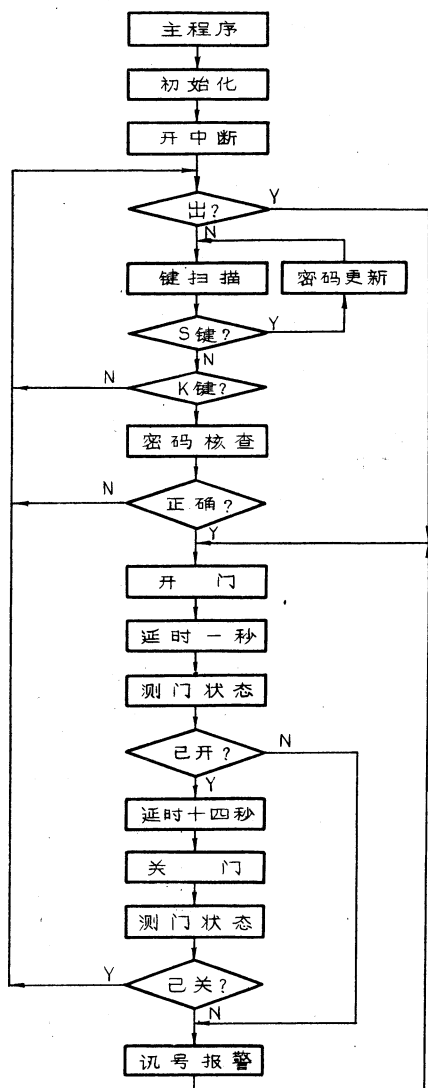 主程序
初始化
开中断
出?
Y
N
键扫描
密码更新
S键?
Y
N
K键?
N
密码核查
正确?
N
Y
开门
延时一秒
测门状态
己开?
N
Y
延时十四秒
关门
测门状态
己关?
Y
N
讯号报警